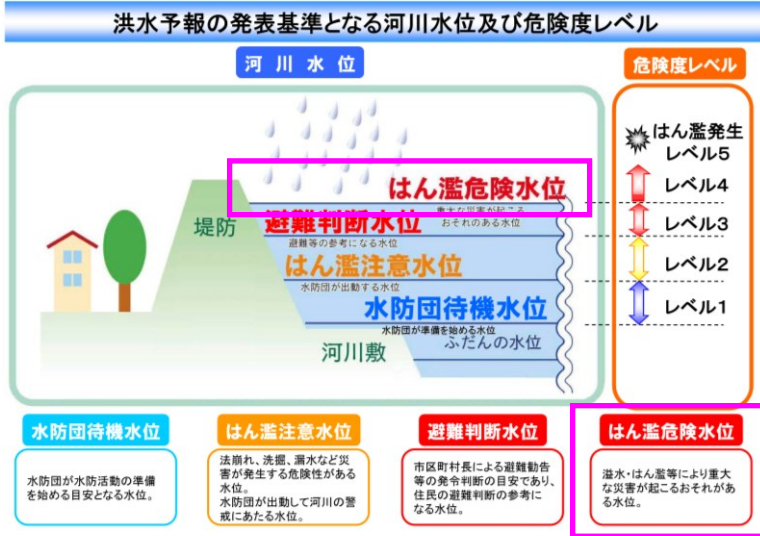 洪水予報の発表基準となる河川水位及び危険度レベル
河川水位
危険度レベル
はん濫発生
レベル5
はん濫危険水位
レベル4
重大な災害が起こる
おそれのある水位
避難判断水位
レベル3
堤防
避難等の参考になる水位
はん濫注意水位
レベル2
水防団が出動する水位
水防団待機水位
レベル1
水防団が準備を始める水位
ふだんの水位
河川敷
水防団待機水位
水防団が水防活動の準備
を始める目安となる水位。
はん濫注意水位
法崩れ、洗掘、漏水など災
害が発生する危険性がある
水位。
水防団が出動して河川の警
戒にあたる水位。
避難判断水位
市区町村長による避難勧告
等の発令判断の目安であり、
住民の避難判断の参考に
なる水位。
はん濫危険水位
溢水・はん濫等により重大
な災害が起こるおそれがあ
る水位。